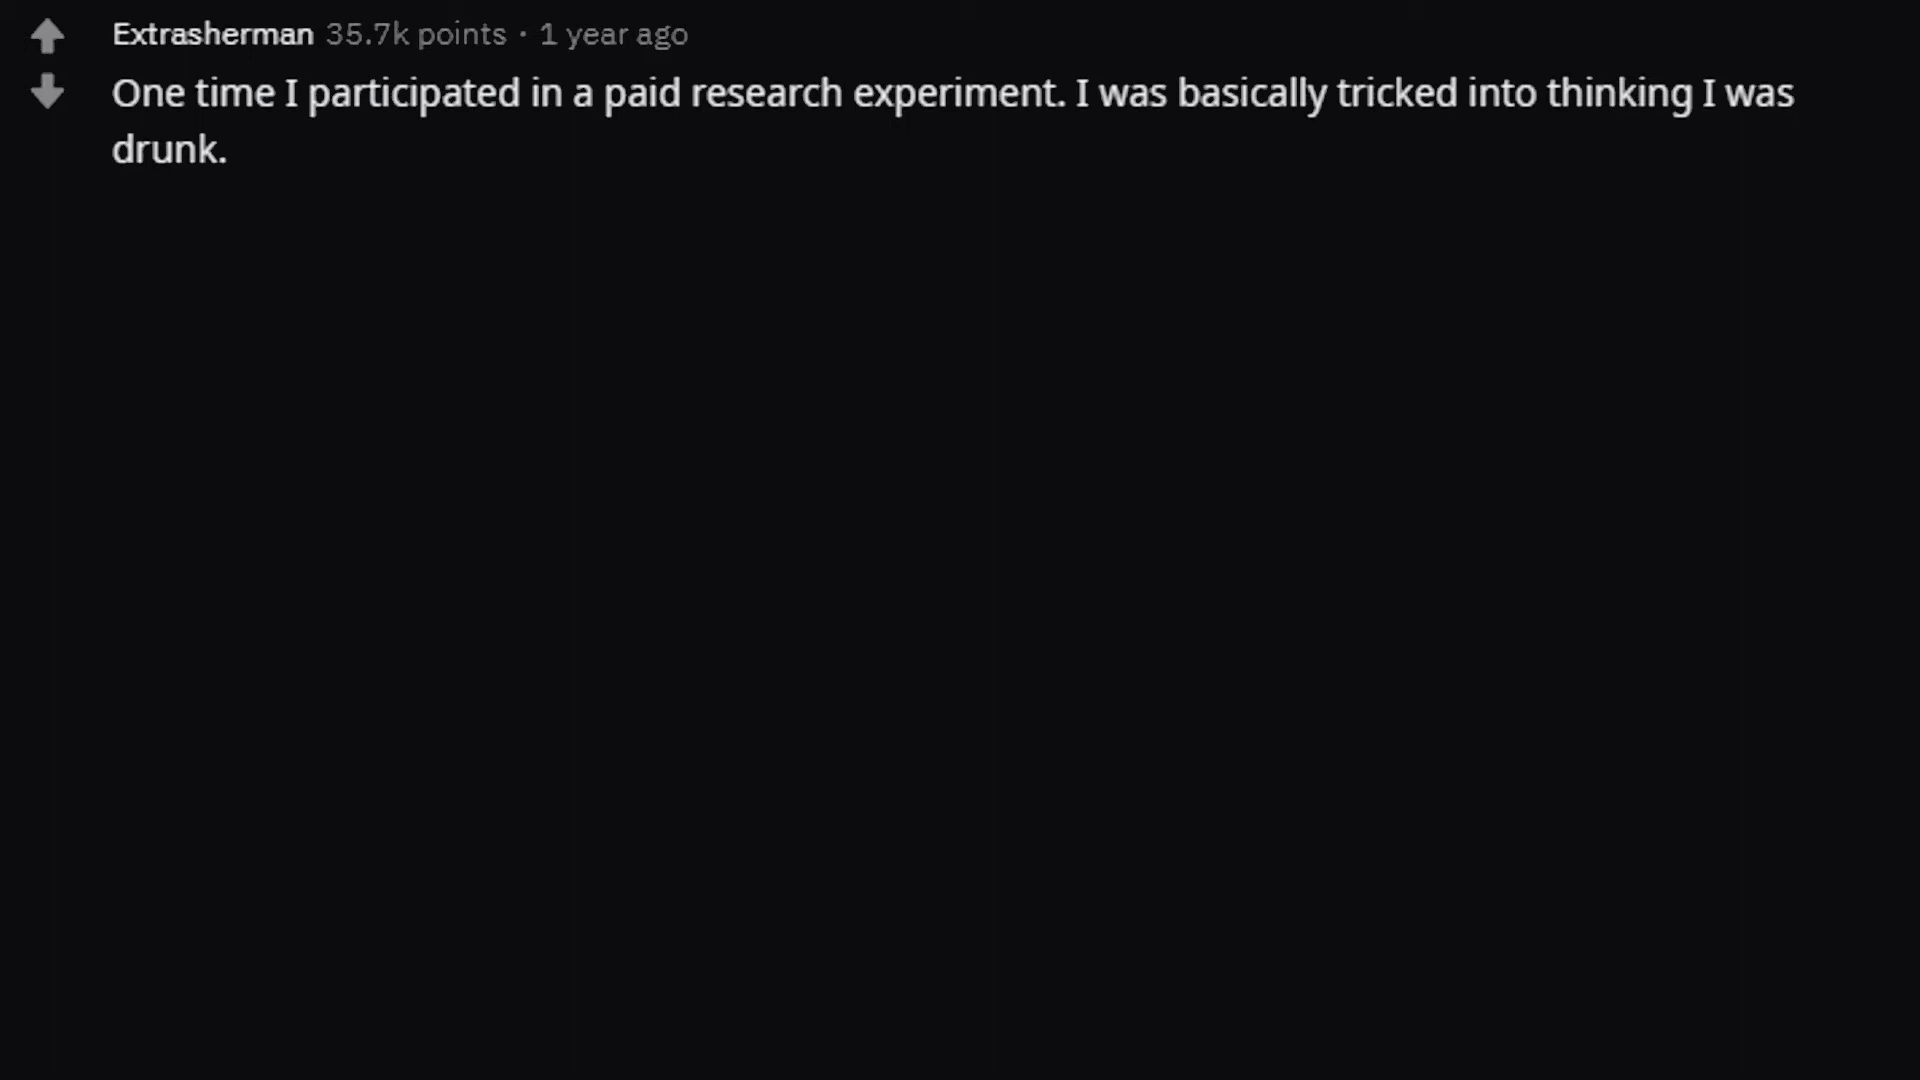 Extrasherman 35.7k points · 1 year ago
One time I participated in a paid research experiment. I was basically tricked into thinking I was
drunk.